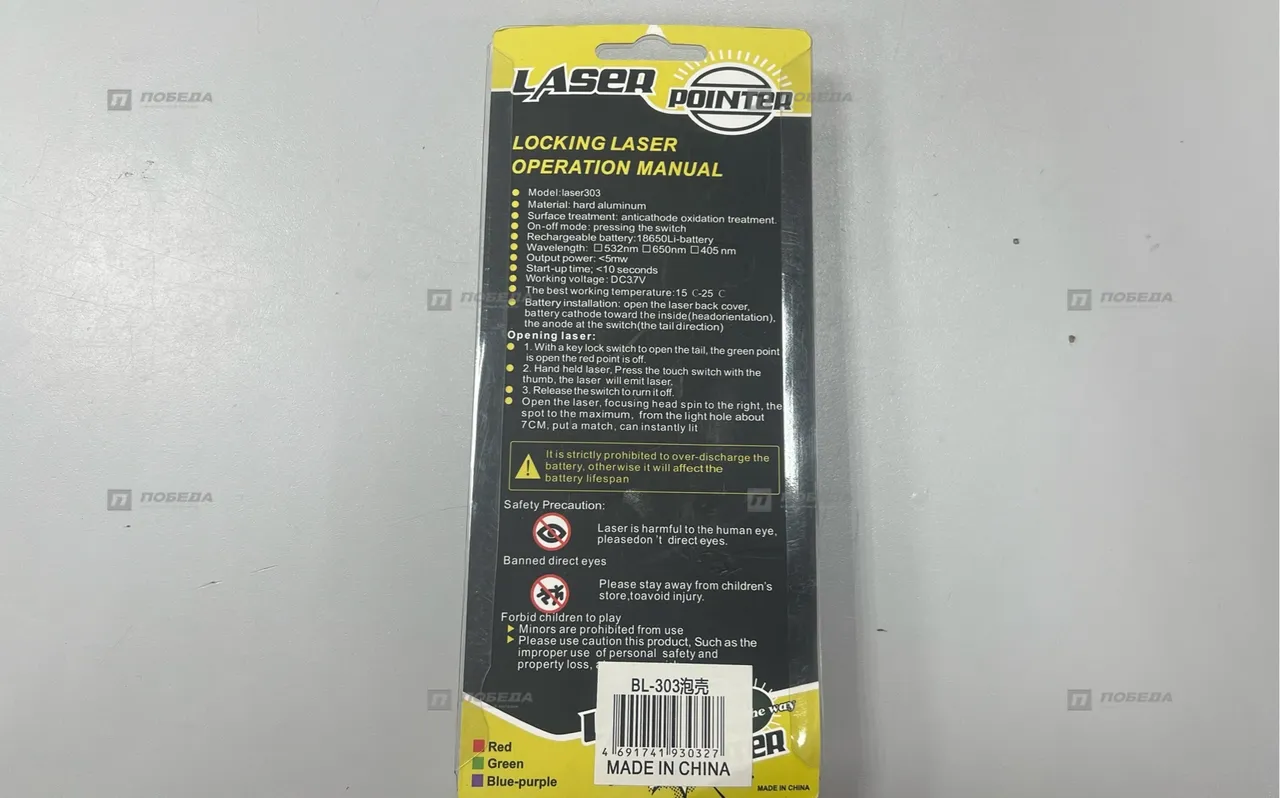 LASER
POINTER
LOCKING LASER
OPERATION MANUAL
Model:laser303
Material: hard aluminum
Surface treatment: anticathode oxidation treatment.
On-off mode: pressing the switch
Rechargeable battery:18650Li-battery
Wavelength: ☐532nm ☐650nm ☐405 nm
Output power: <5mw
Start-up time; <10 seconds
Working voltage: DC3.7V
The best working temperature:15 C-25 C
Battery installation: open the laser back cover,
battery cathode toward the inside(headorientation),
the anode at the switch(the tail direction)
Opening laser:
1. With a key lock switch to open the tail, the green point
is open the red point is off.
2. Hand held laser, Press the touch switch with the
thumb, the laser will emit laser.
3. Release the switch to rurn it off.
Open the laser, focusing head spin to the right, the
spot to the maximum, from the light hole about
7CM, put a match, can instantly lit
It is strictly prohibited to over-discharge the
battery, otherwise it will affect the
battery lifespan
Safety Precaution:
Laser is harmful to the human eye,
pleasedon't direct eyes.
Banned direct eyes
Please stay away from children's
store,toavoid injury.
Forbid children to play
Minors are prohibited from use
Please use caution this product, Such as the
improper use of personal safety and
property loss,
BL-303泡壳
4 691741 930327
MADE IN CHINA
he way
Red
Green
Blue-purple
MADE IN CHINA
ПОБЕДА
ПОБЕДА
ПОБЕДА
ПОБЕДА
ПОБЕДА
ПОБЕДА
ПОБЕДА
ПОБЕДА